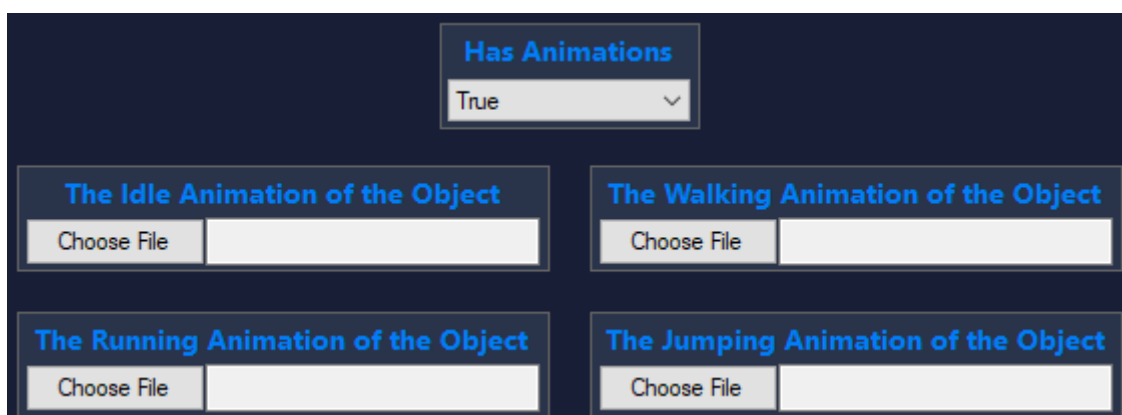 Has Animations
True
The Idle Animation of the Object
The Walking Animation of the Object
Choose File
Choose File
The Running Animation of the Object
The Jumping Animation of the Object
Choose File
Choose File